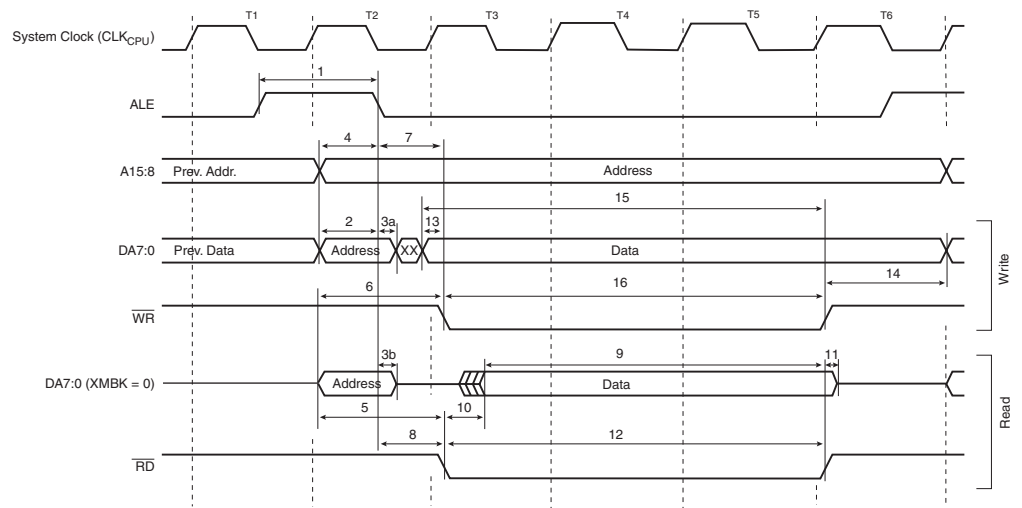 T1 T2 T3 T4 T5 T6
System Clock (CLKCPU)
1
ALE
4 7
A15:8 Prev. Addr. Address
15
2 3a 13
DA7:0 Prev. Data Address XX Data
14
6 16
WR
Write
3b 9 11
DA7:0 (XMBK = 0) Address Data
5 10
8 12
RD
Read